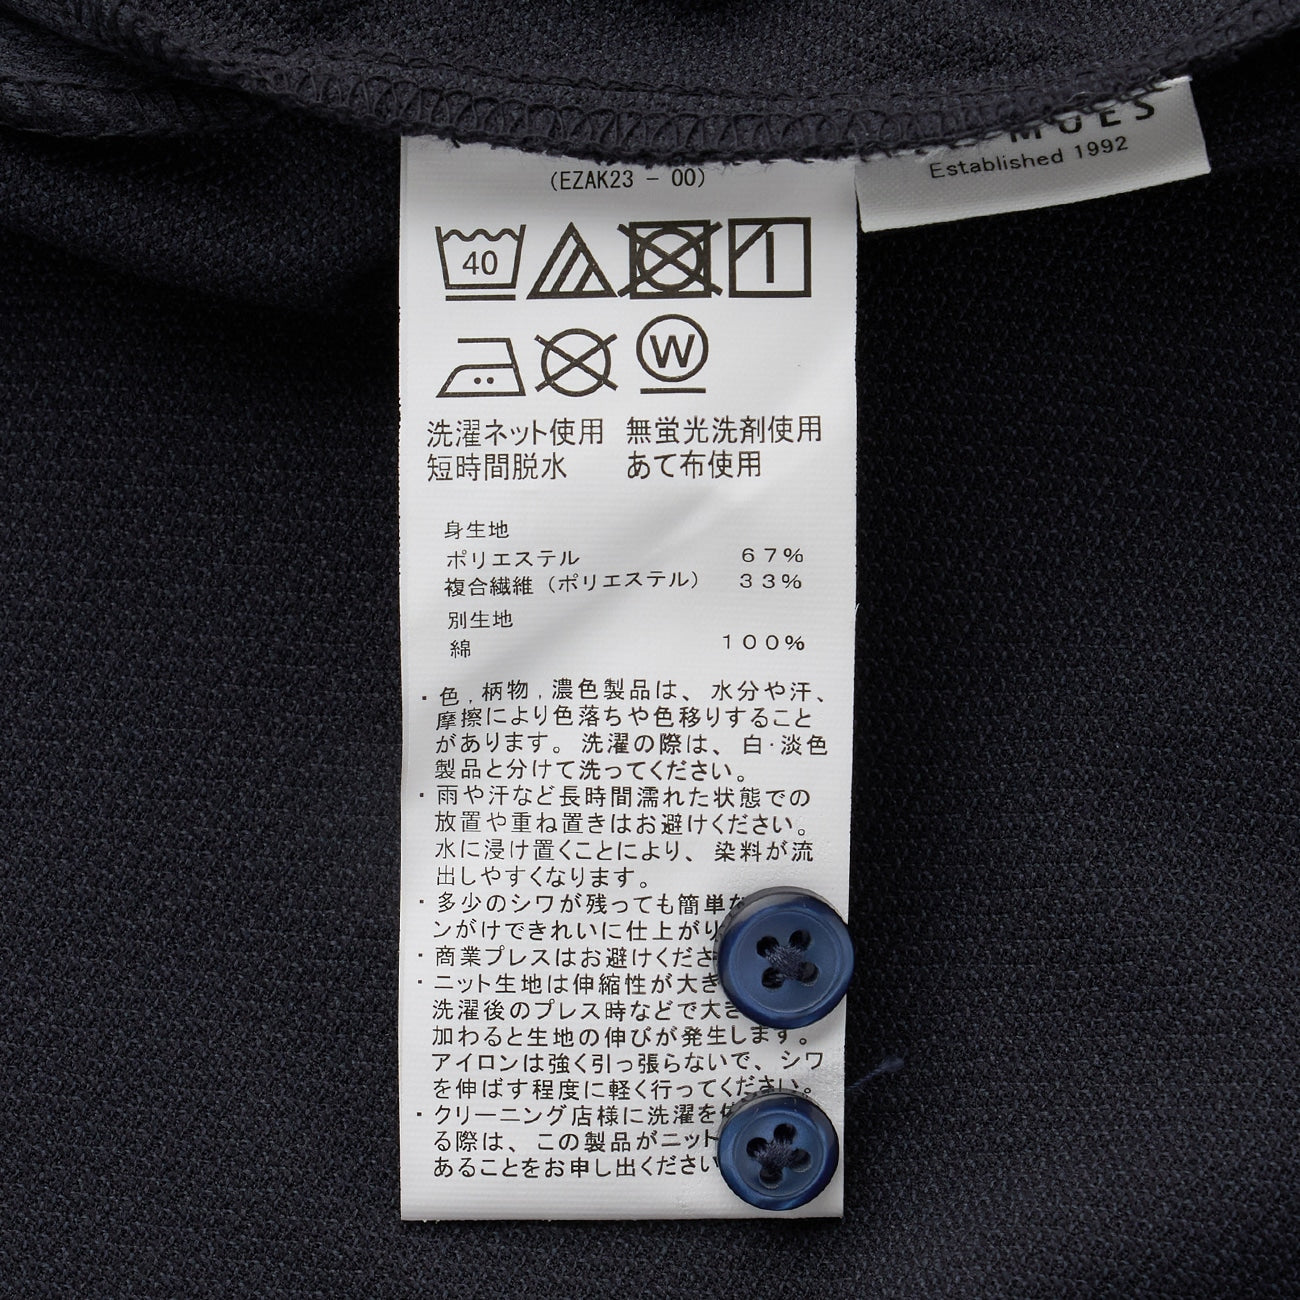 MUES
Established 1992
(EZAK23 - 00)
40
W
洗濯ネット使用 無蛍光洗剤使用
短時間脱水 あて布使用
身生地
ポリエステル 67%
複合繊維(ポリエステル) 33%
別生地
綿 100%
・色,柄物,濃色製品は、水分や汗、
摩擦により色落ちや色移りすること
があります。洗濯の際は、白・淡色
製品と分けて洗ってください。
・雨や汗など長時間濡れた状態での
放置や重ね置きはお避けください。
水に浸け置くことにより、染料が流
出しやすくなります。
・多少のシワが残っても簡単な
ンがけできれいに仕上がり
・商業プレスはお避けくださ
・ニット生地は伸縮性が大き
洗濯後のプレス時などで大き
加わると生地の伸びが発生します。
アイロンは強く引っ張らないで、シワ
を伸ばす程度に軽く行ってください。
・クリーニング店様に洗濯を依
る際は、この製品がニット
あることをお申し出ください